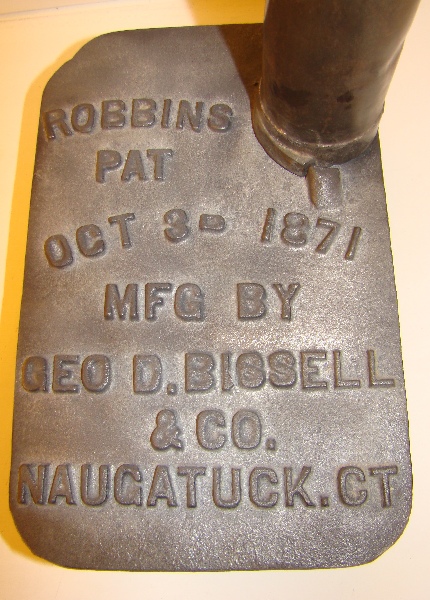 ROBBINS
PAT
OCT 3D 1871
MFG BY
GEO D. BISSELL
& CO.
NAUGATUCK. CT